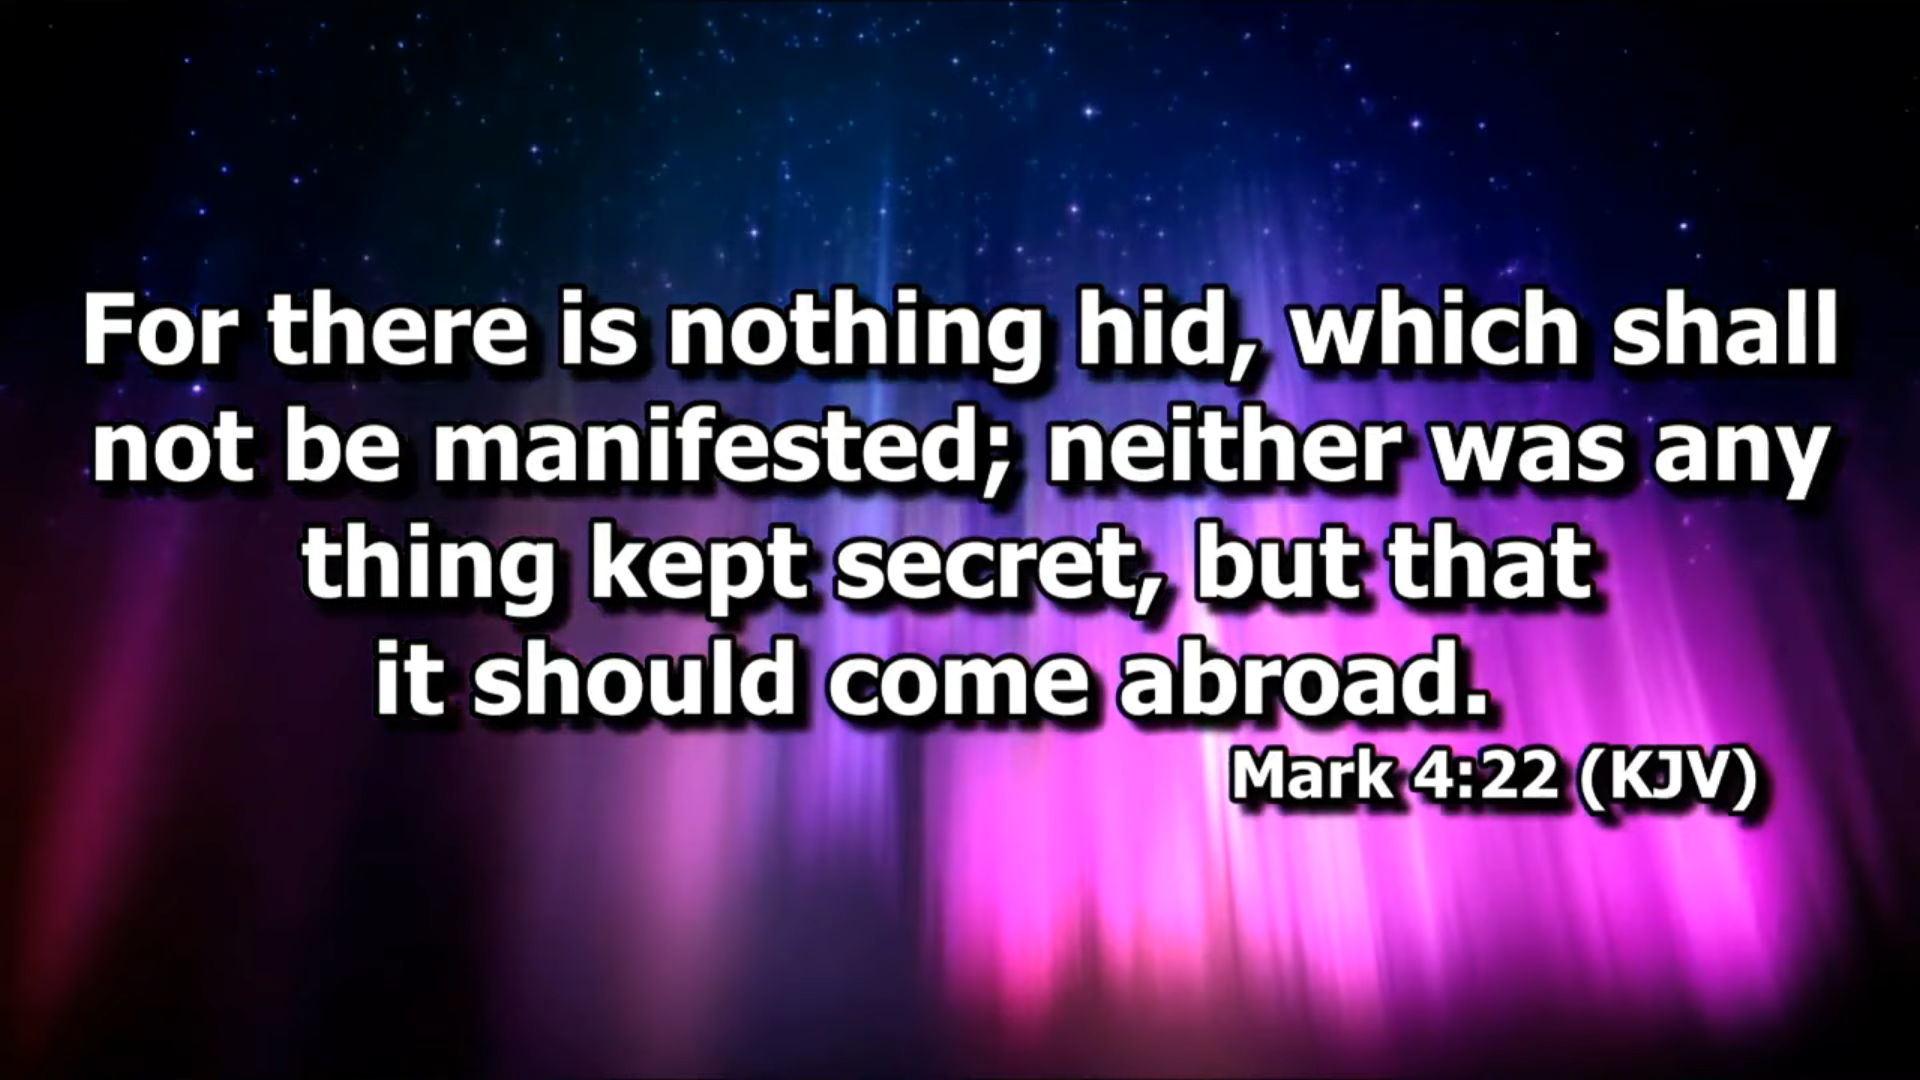 For there is nothing hid, which shall
not be manifested; neither was any
thing kept secret, but that
it should come abroad.
Mark 4:22 (KJV)